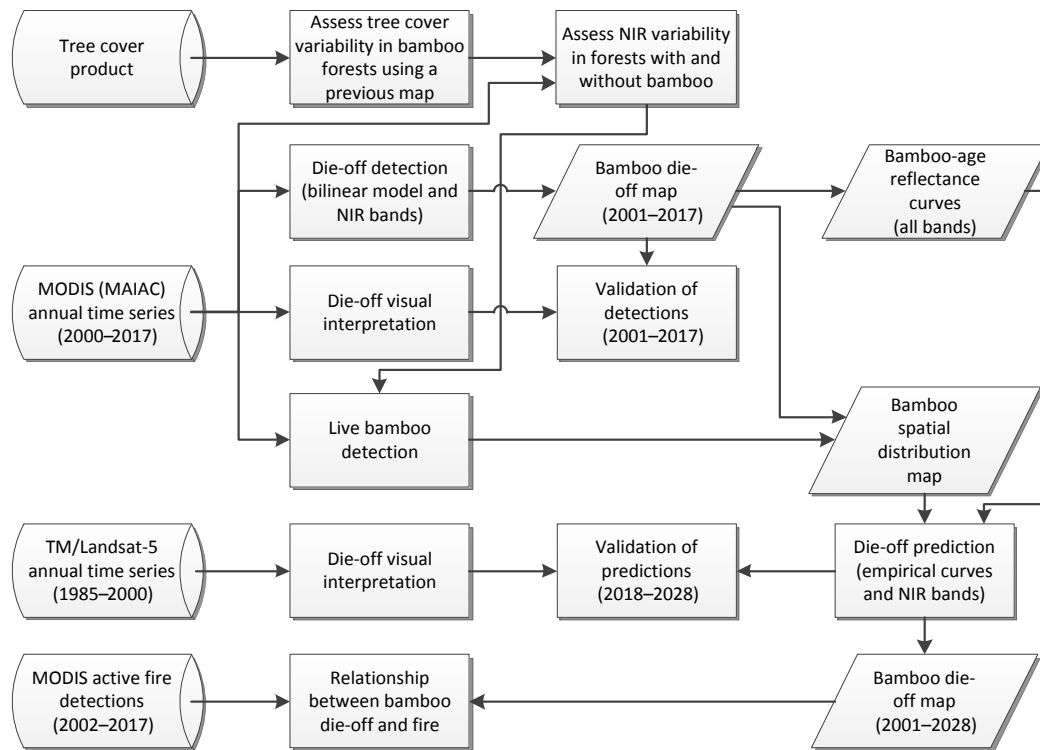 Tree cover
product
Assess tree cover
variability in bamboo
forests using a
previous map
Assess NIR variability
in forests with and
without bamboo
Die-off detection
(bilinear model and
NIR bands)
Bamboo die-
off map
(2001–2017)
Bamboo-age
reflectance
curves
(all bands)
MODIS (MAIAC)
annual time series
(2000–2017)
Die-off visual
interpretation
Validation of
detections
(2001–2017)
Live bamboo
detection
Bamboo
spatial
distribution
map
TM/Landsat-5
annual time series
(1985–2000)
Die-off visual
interpretation
Validation of
predictions
(2018–2028)
Die-off prediction
(empirical curves
and NIR bands)
MODIS active fire
detections
(2002–2017)
Relationship
between bamboo
die-off and fire
Bamboo die-
off map
(2001–2028)